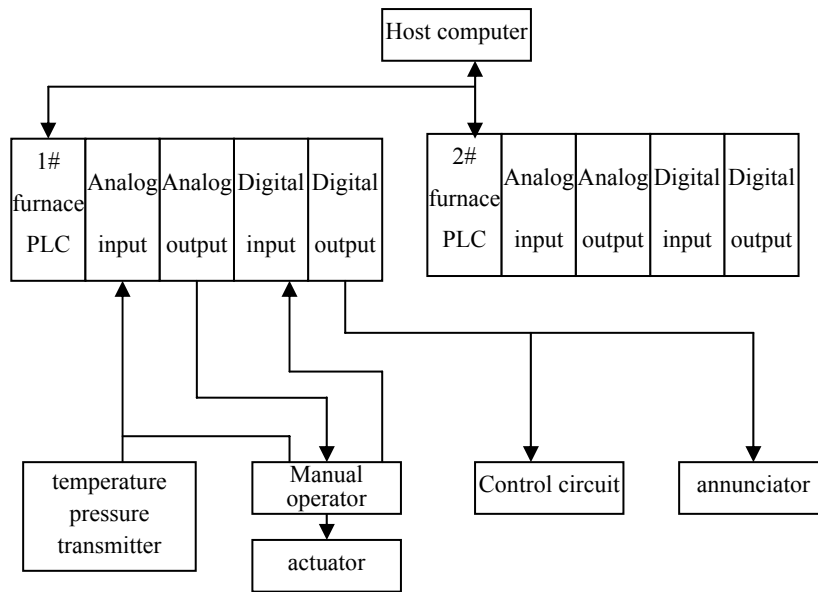 Host computer
1#
furnace
PLC
Analog
input
Analog
output
Digital
input
Digital
output
2#
furnace
PLC
Analog
input
Analog
output
Digital
input
Digital
output
temperature
pressure
transmitter
Manual
operator
actuator
Control circuit
annunciator